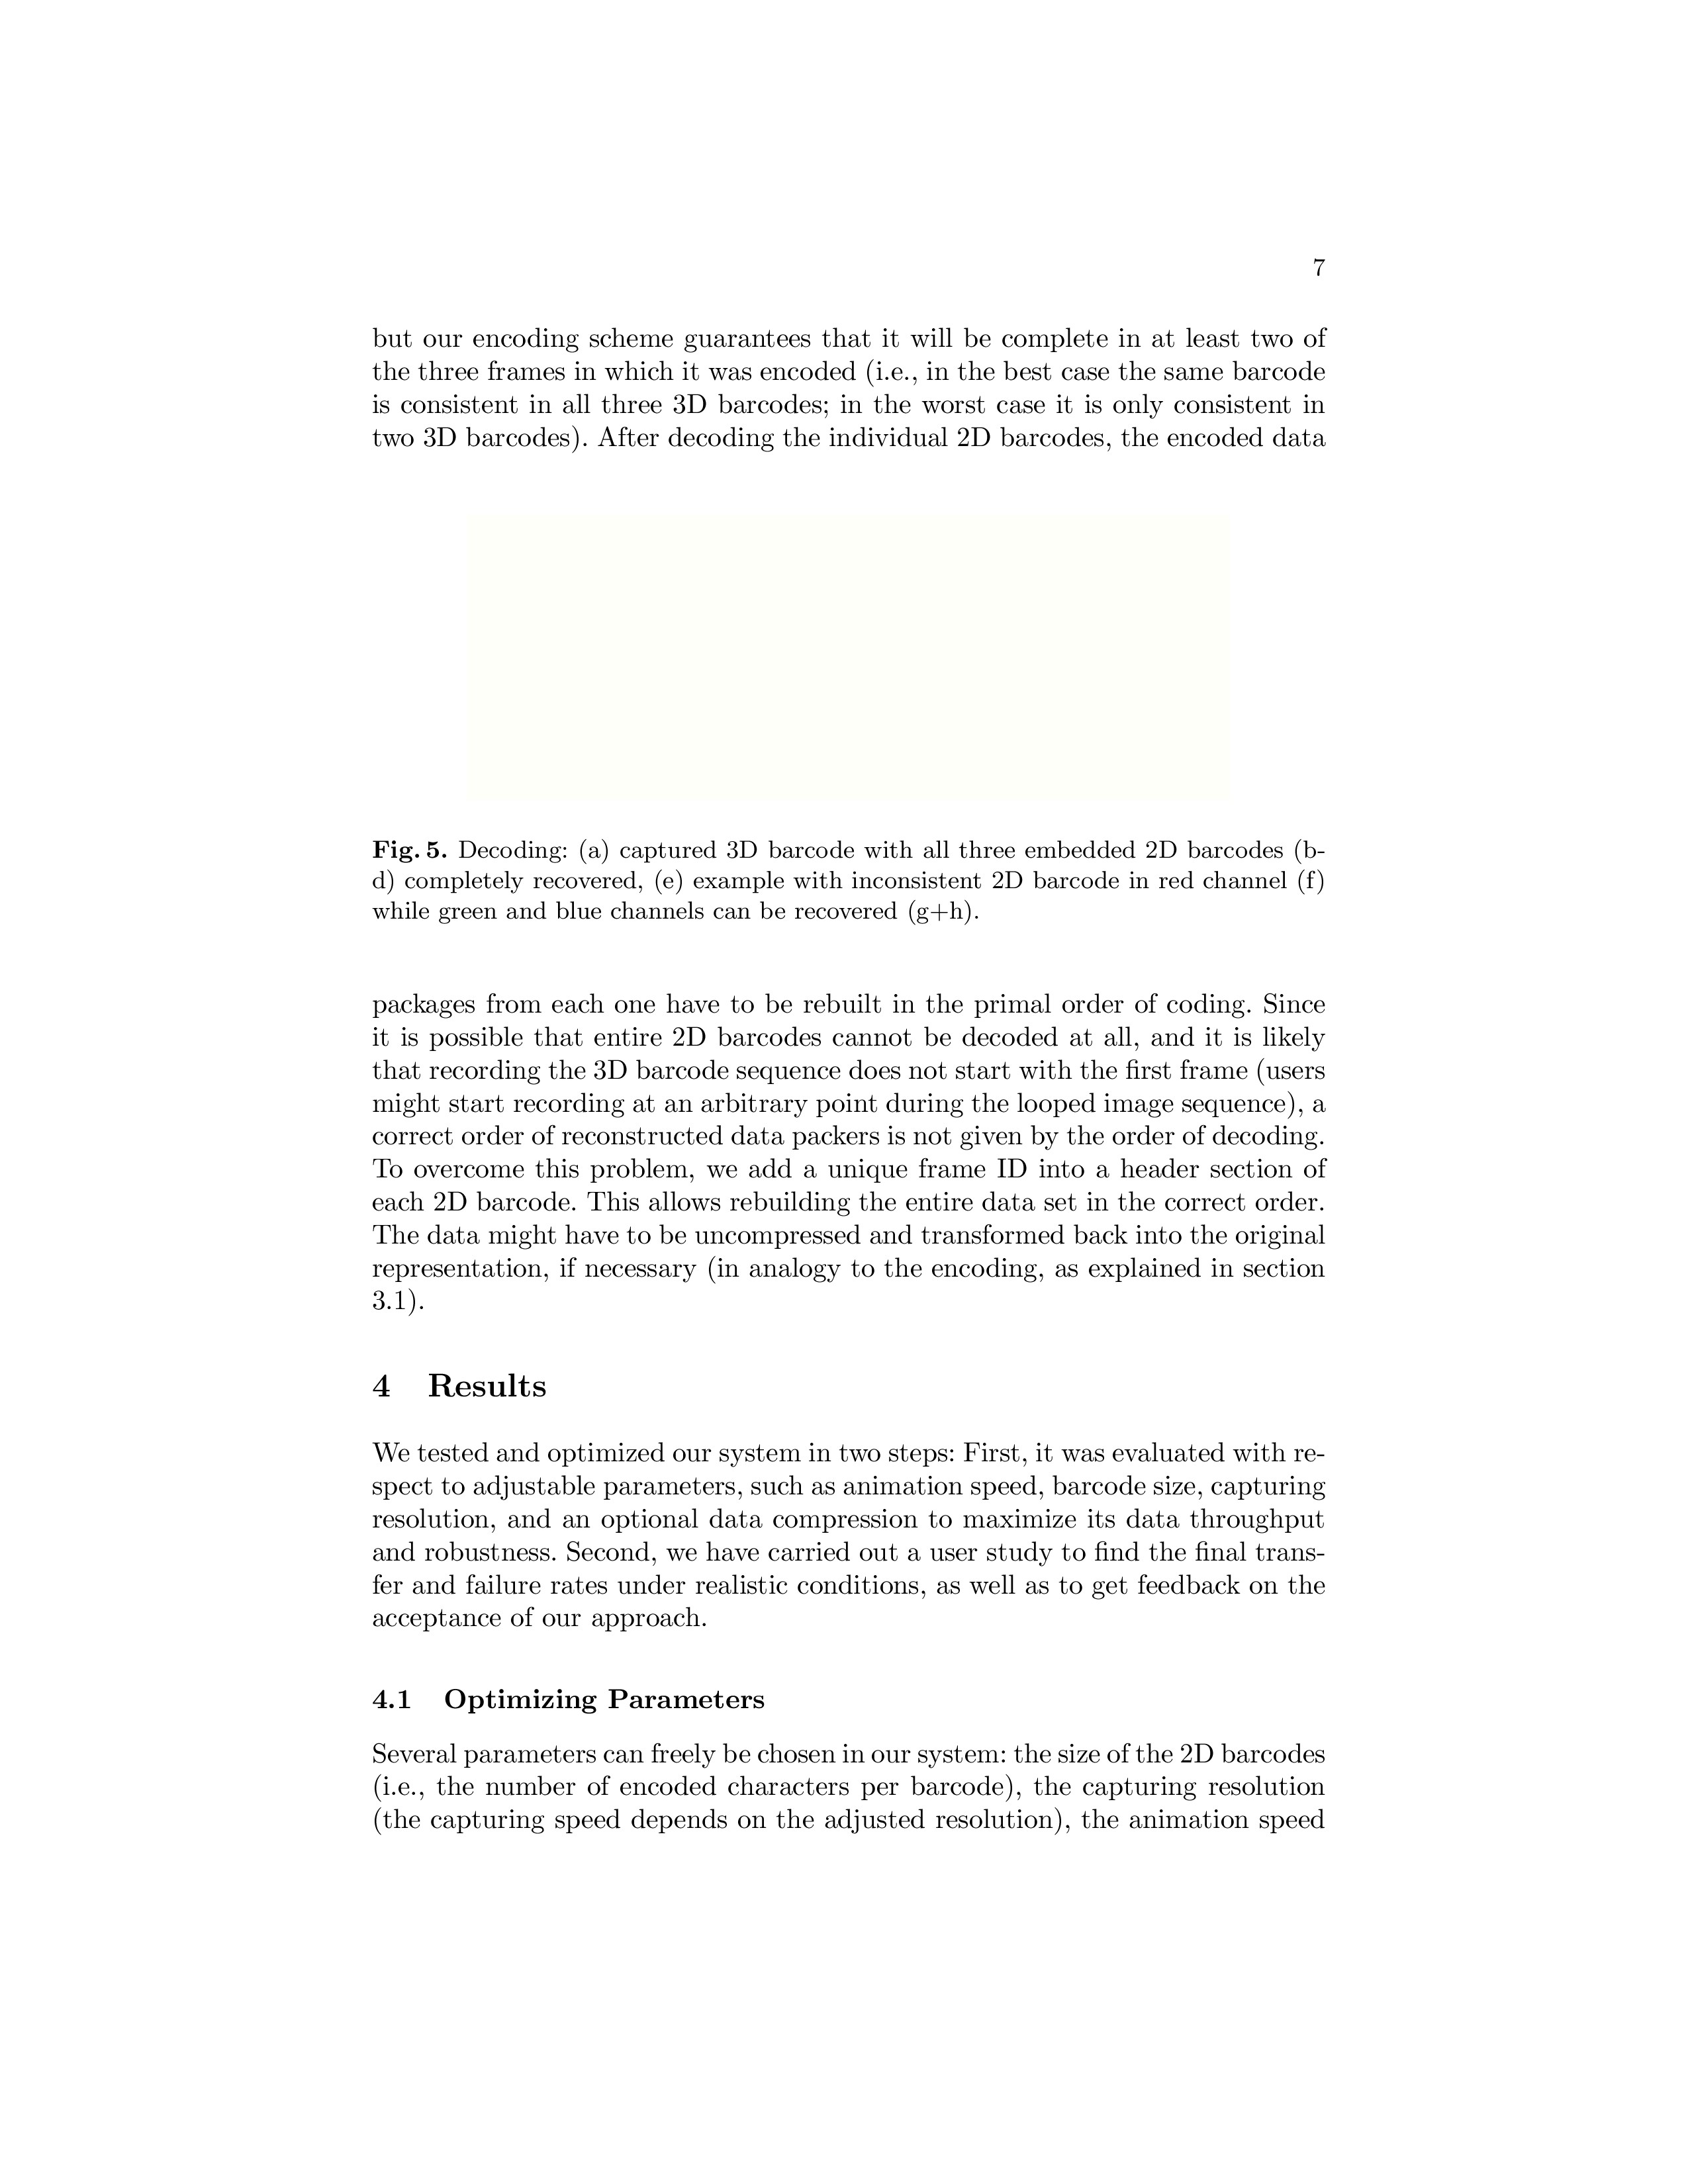 7
but our encoding scheme guarantees that it will be complete in at least two of
the three frames in which it was encoded (i.e., in the best case the same barcode
is consistent in all three 3D barcodes; in the worst case it is only consistent in
two 3D barcodes). After decoding the individual 2D barcodes, the encoded data
Fig. 5. Decoding: (a) captured 3D barcode with all three embedded 2D barcodes (b-
d) completely recovered, (e) example with inconsistent 2D barcode in red channel (f)
while green and blue channels can be recovered (g+h).
packages from each one have to be rebuilt in the primal order of coding. Since
it is possible that entire 2D barcodes cannot be decoded at all, and it is likely
that recording the 3D barcode sequence does not start with the first frame (users
might start recording at an arbitrary point during the looped image sequence), a
correct order of reconstructed data packers is not given by the order of decoding.
To overcome this problem, we add a unique frame ID into a header section of
each 2D barcode. This allows rebuilding the entire data set in the correct order.
The data might have to be uncompressed and transformed back into the original
representation, if necessary (in analogy to the encoding, as explained in section
3.1).
4 Results
We tested and optimized our system in two steps: First, it was evaluated with re-
spect to adjustable parameters, such as animation speed, barcode size, capturing
resolution, and an optional data compression to maximize its data throughput
and robustness. Second, we have carried out a user study to find the final trans-
fer and failure rates under realistic conditions, as well as to get feedback on the
acceptance of our approach.
4.1 Optimizing Parameters
Several parameters can freely be chosen in our system: the size of the 2D barcodes
(i.e., the number of encoded characters per barcode), the capturing resolution
(the capturing speed depends on the adjusted resolution), the animation speed